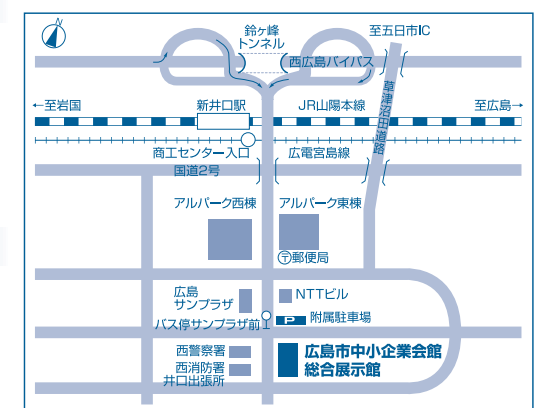 鈴ヶ峰
トンネル
至五日市IC
西広島バイパス
←至岩国
新井口駅
JR山陽本線
至広島→
草津沼田道路
商工センター入口
広電宮島線
国道2号
アルパーク西棟
アルパーク東棟
〒郵便局
広島
サンプラザ
NTTビル
バス停サンプラザ前
P
附属駐車場
西警察署
西消防署
井口出張所
広島市中小企業会館
総合展示館